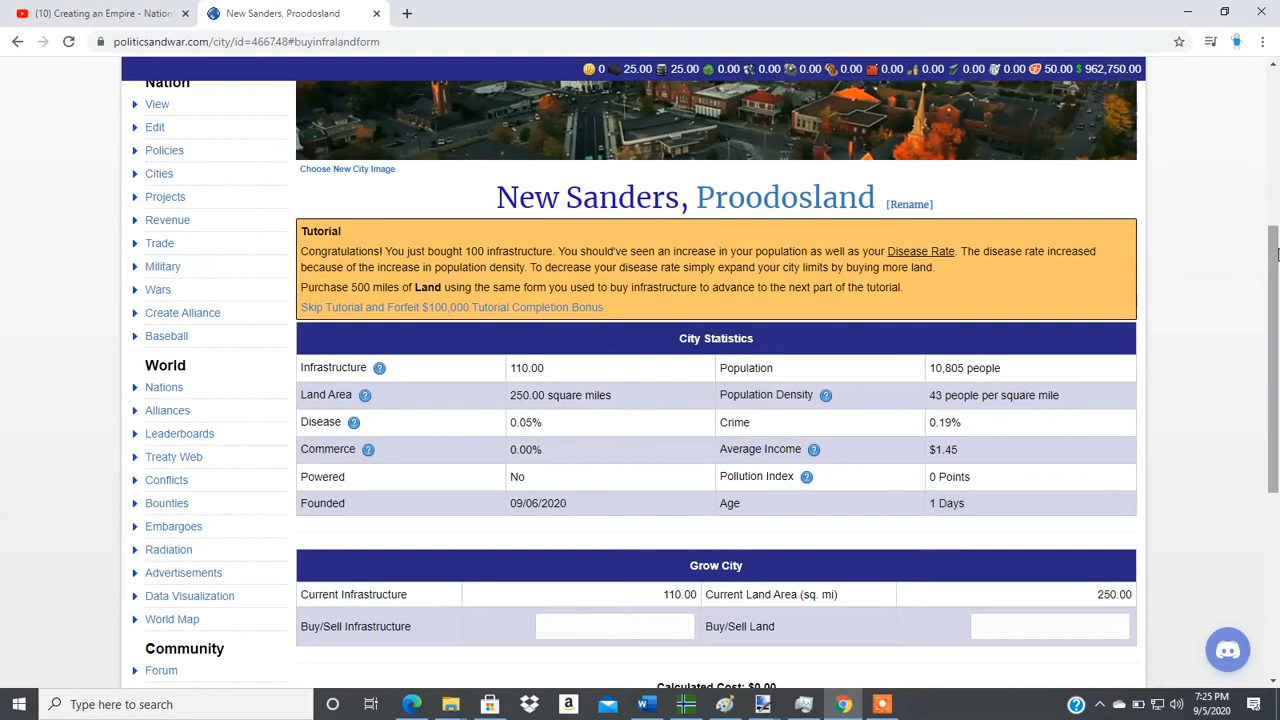 (10) Creating an Empire - Nation
New Sanders, Proodosland
politicsandwar.com/city/id=466748#buyinfralandform
0 25.00 25.00 0.00 0.00 0.00 0.00 0.00 0.00 0.00 0.00 50.00 $ 962,750.00
Nation
View
Edit
Policies
Cities
Projects
Revenue
Trade
Military
Wars
Create Alliance
Baseball
World
Nations
Alliances
Leaderboards
Treaty Web
Conflicts
Bounties
Embargoes
Radiation
Advertisements
Data Visualization
World Map
Community
Forum
Choose New City Image
New Sanders, Proodosland [Rename]
Tutorial
Congratulations! You just bought 100 infrastructure. You should've seen an increase in your population as well as your Disease Rate. The disease rate increased
because of the increase in population density. To decrease your disease rate simply expand your city limits by buying more land.
Purchase 500 miles of Land using the same form you used to buy infrastructure to advance to the next part of the tutorial.
Skip Tutorial and Forfeit $100,000 Tutorial Completion Bonus
City Statistics
Infrastructure ? 110.00 Population 10,805 people
Land Area ? 250.00 square miles Population Density ? 43 people per square mile
Disease ? 0.05% Crime 0.19%
Commerce ? 0.00% Average Income ? $1.45
Powered No Pollution Index ? 0 Points
Founded 09/06/2020 Age 1 Days
Grow City
Current Infrastructure 110.00 Current Land Area (sq. mi) 250.00
Buy/Sell Infrastructure Buy/Sell Land
Calculated Cost: $0.00
Type here to search
7:25 PM
9/5/2020